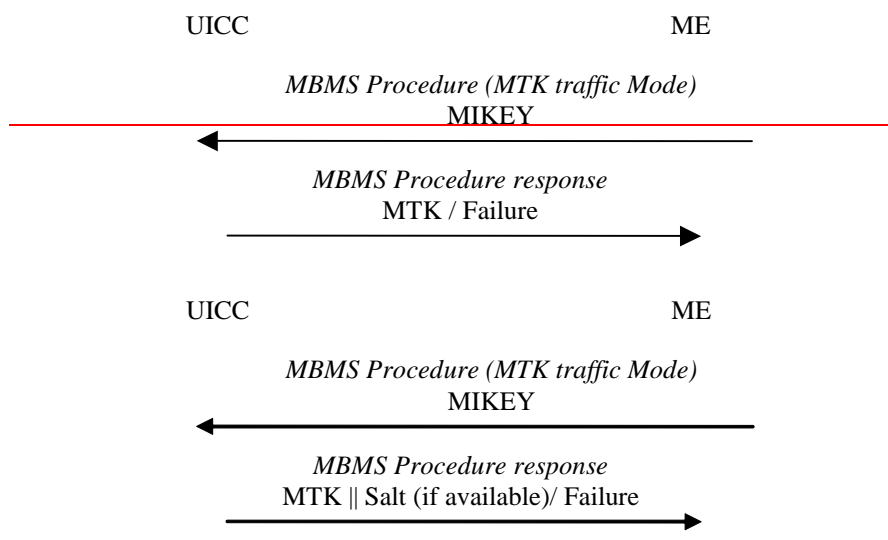 UICC ME
MBMS Procedure (MTK traffic Mode)
MIKEY
MBMS Procedure response
MTK / Failure
UICC ME
MBMS Procedure (MTK traffic Mode)
MIKEY
MBMS Procedure response
MTK || Salt (if available)/ Failure